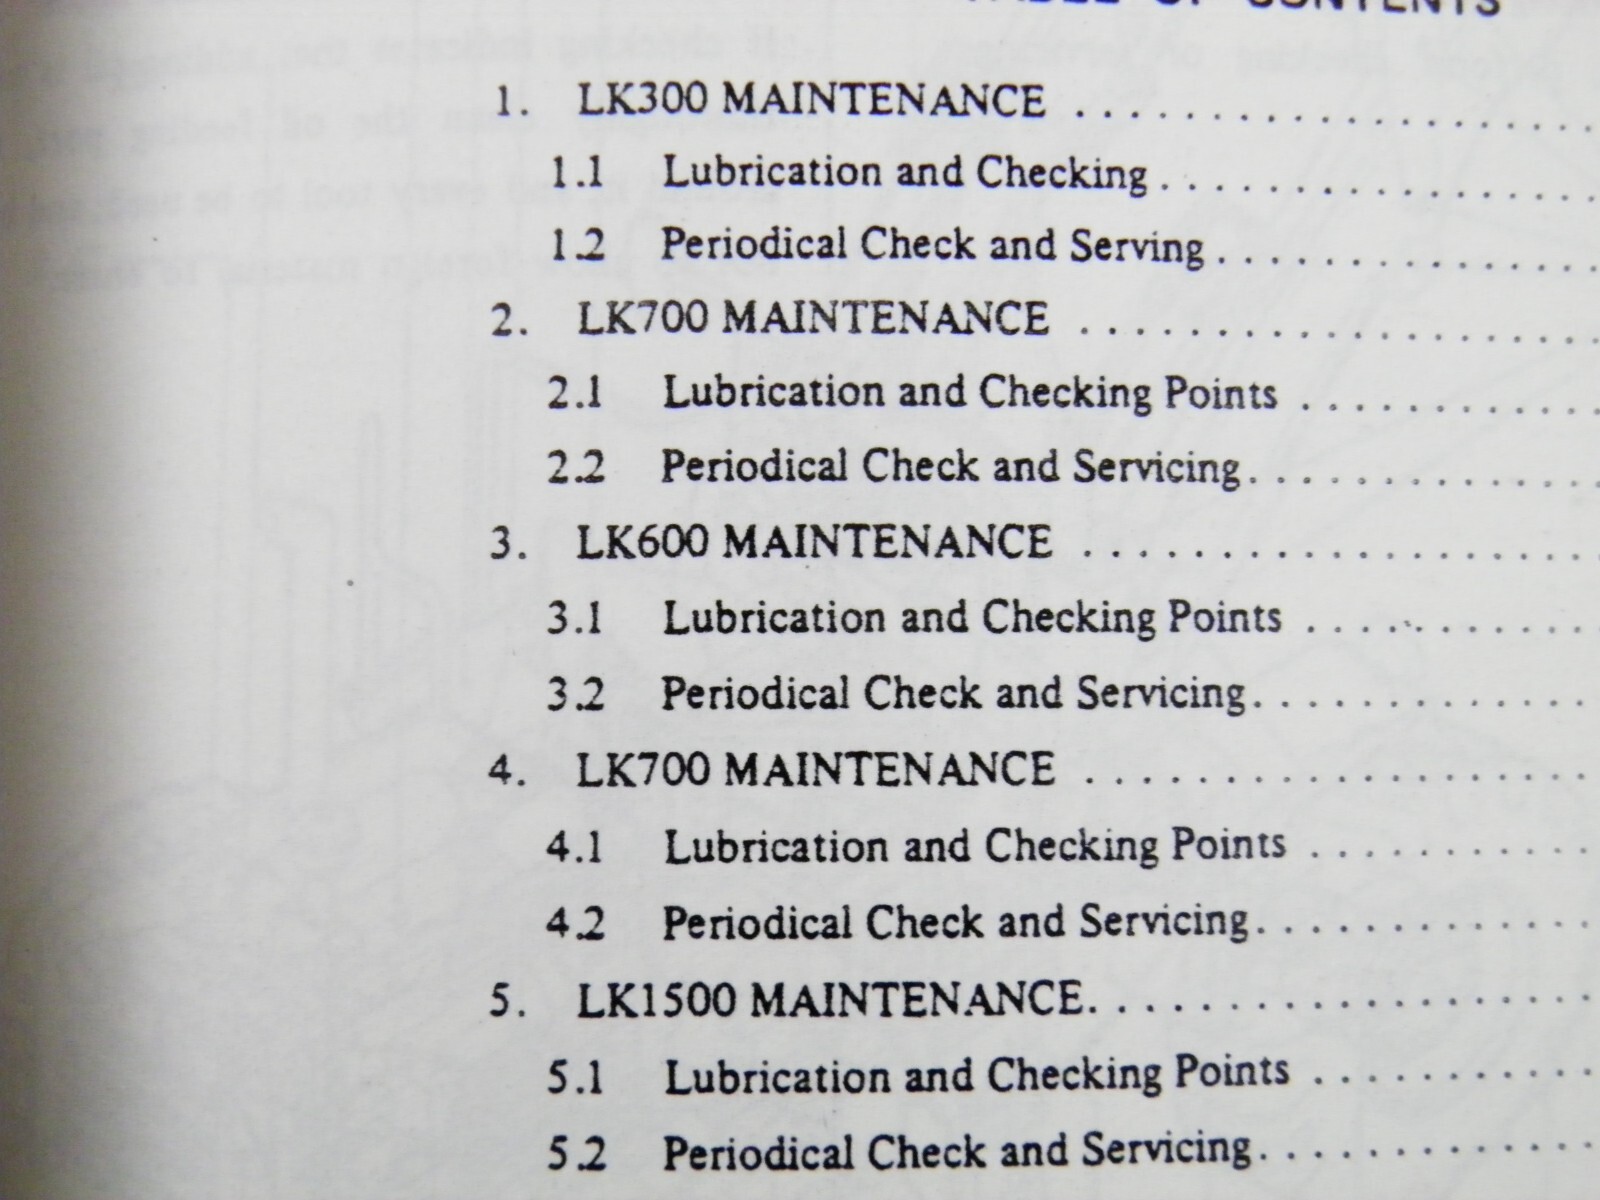 TABLE OF CONTENTS
1. LK300 MAINTENANCE
1.1 Lubrication and Checking
1.2 Periodical Check and Serving
2. LK700 MAINTENANCE
2.1 Lubrication and Checking Points
2.2 Periodical Check and Servicing
3. LK600 MAINTENANCE
3.1 Lubrication and Checking Points
3.2 Periodical Check and Servicing
4. LK700 MAINTENANCE
4.1 Lubrication and Checking Points
4.2 Periodical Check and Servicing
5. LK1500 MAINTENANCE
5.1 Lubrication and Checking Points
5.2 Periodical Check and Servicing